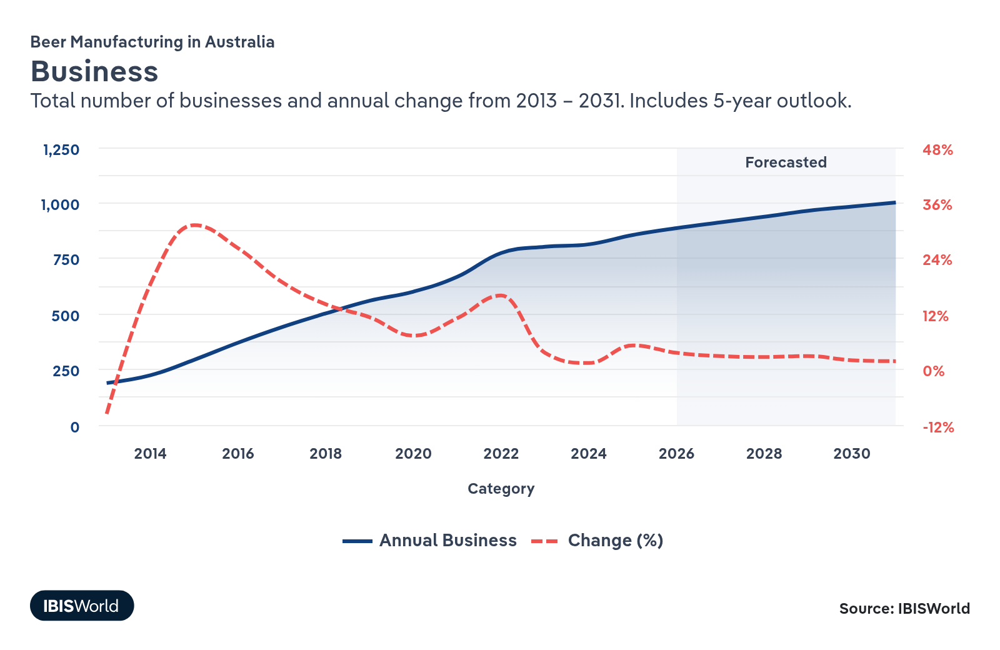 Beer Manufacturing in Australia
Business
Total number of businesses and annual change from 2013 – 2031. Includes 5-year outlook.
1,250
48%
Forecasted
1,000
36%
750
24%
500
12%
250
0%
0
-12%
2014 2016 2018 2020 2022 2024 2026 2028 2030
Category
Annual Business Change (%)
IBISWorld
Source: IBISWorld